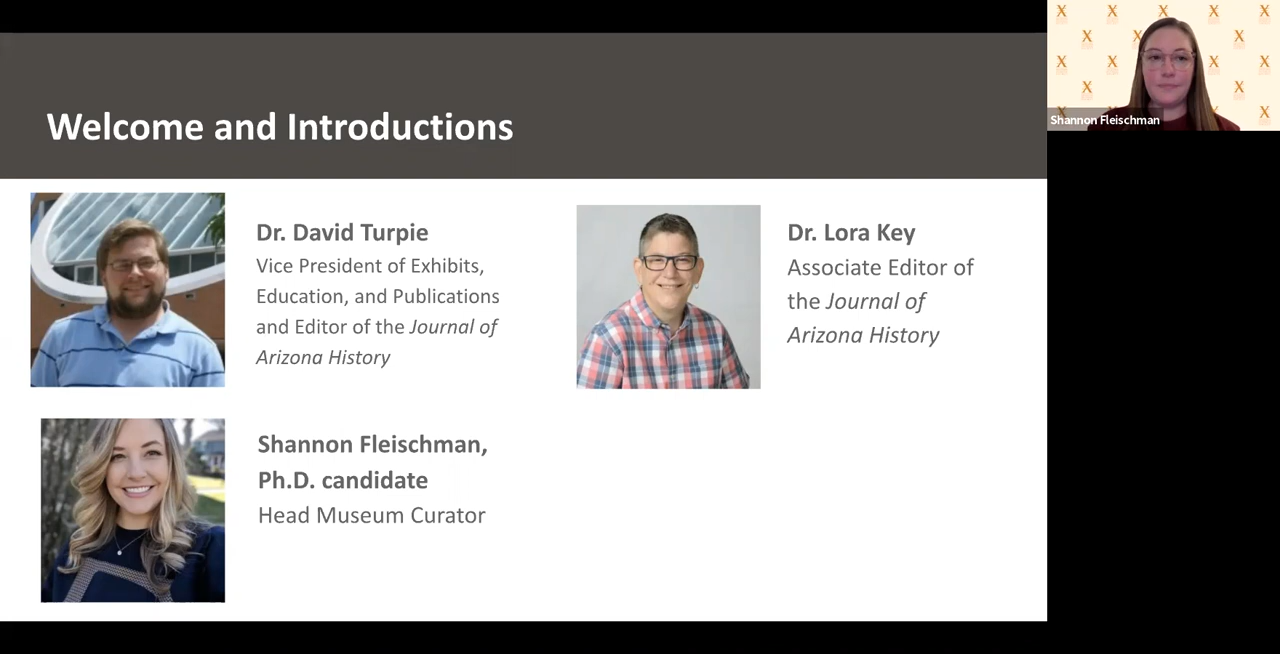 Welcome and Introductions
Dr. David Turpie
Vice President of Exhibits,
Education, and Publications
and Editor of the Journal of
Arizona History
Dr. Lora Key
Associate Editor of
the Journal of
Arizona History
Shannon Fleischman,
Ph.D. candidate
Head Museum Curator
X X X X X
X X X X
X X X X
X X
X X
Shannon Fleischman